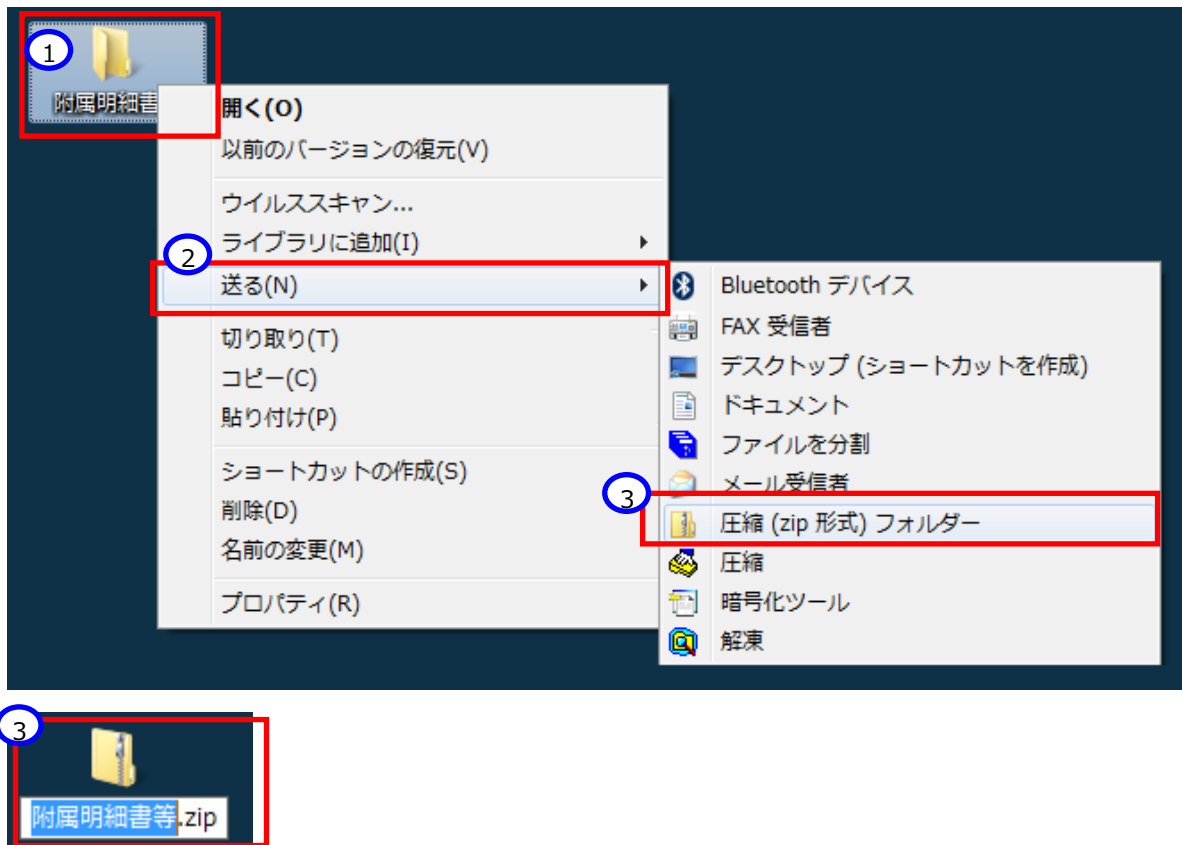 1
附属明細書
開く(O)
以前のバージョンの復元(V)
ウイルススキャン...
ライブラリに追加(I)
2
送る(N)
切り取り(T)
コピー(C)
貼り付け(P)
ショートカットの作成(S)
削除(D)
名前の変更(M)
プロパティ(R)
Bluetooth デバイス
FAX 受信者
デスクトップ (ショートカットを作成)
ドキュメント
ファイルを分割
メール受信者
3
圧縮 (zip 形式) フォルダー
圧縮
暗号化ツール
解凍
3
附属明細書等.zip